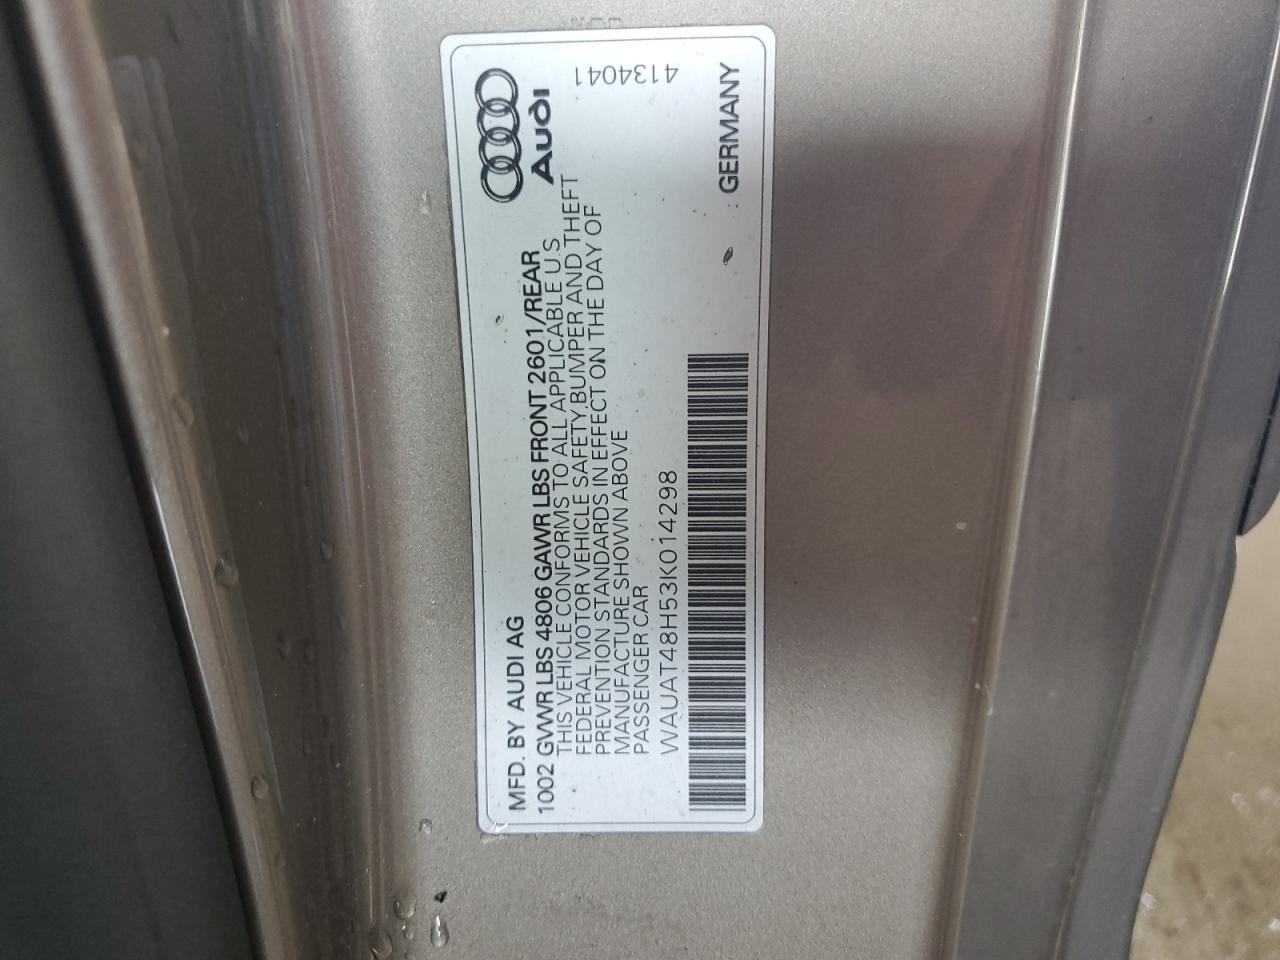 MFD. BY AUDI AG
Audi
1002 GVWR LBS 4806 GAWR LBS FRONT 2601/REAR
THIS VEHICLE CONFORMS TO ALL APPLICABLE U S
FEDERAL MOTOR VEHICLE SAFETY,BUMPER AND THEFT
PREVENTION STANDARDS IN EFFECT ON THE DAY OF
MANUFACTURE SHOWN ABOVE
PASSENGER CAR
WAUAT48H53K014298
4134041
GERMANY